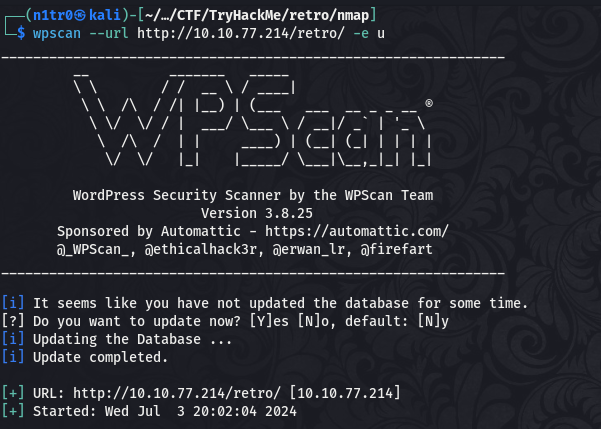 ┌──(n1tr0㉿kali)-[~/…/CTF/TryHackMe/retro/nmap]
└─$ wpscan --url http://10.10.77.214/retro/ -e u
_______________________________________________________________
WPScan ®
WordPress Security Scanner by the WPScan Team
Version 3.8.25
Sponsored by Automattic - https://automattic.com/
@_WPScan_, @ethicalhack3r, @erwan_lr, @firefart
_______________________________________________________________
[i] It seems like you have not updated the database for some time.
[?] Do you want to update now? [Y]es [N]o, default: [N]y
[i] Updating the Database ...
[i] Update completed.
[+] URL: http://10.10.77.214/retro/ [10.10.77.214]
[+] Started: Wed Jul  3 20:02:04 2024